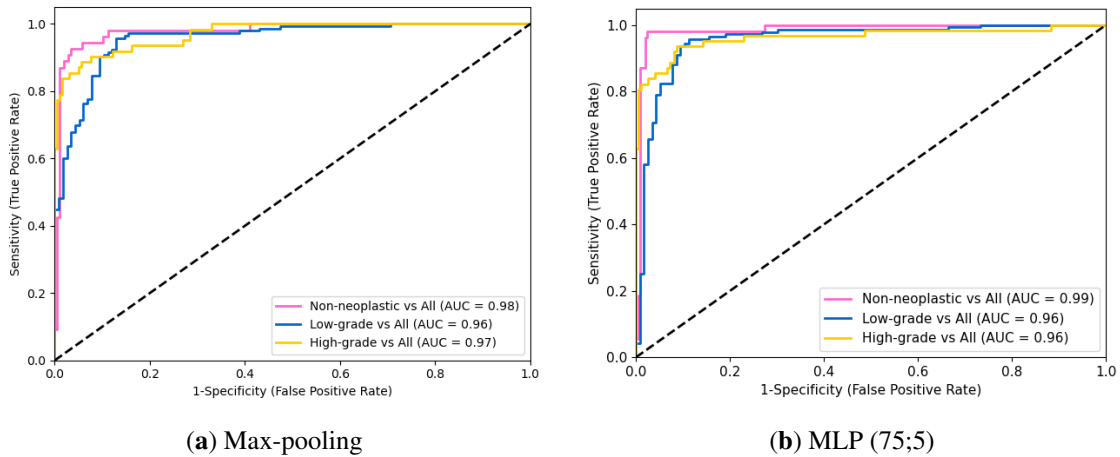 1.0
0.8
0.6
0.4
0.2
0.0
Sensitivity (True Positive Rate)
Non-neoplastic vs All (AUC = 0.98)
Low-grade vs All (AUC = 0.96)
High-grade vs All (AUC = 0.97)
0.0 0.2 0.4 0.6 0.8 1.0
1-Specificity (False Positive Rate)
(a) Max-pooling
1.0
0.8
0.6
0.4
0.2
0.0
Sensitivity (True Positive Rate)
Non-neoplastic vs All (AUC = 0.99)
Low-grade vs All (AUC = 0.96)
High-grade vs All (AUC = 0.96)
0.0 0.2 0.4 0.6 0.8 1.0
1-Specificity (False Positive Rate)
(b) MLP (75;5)